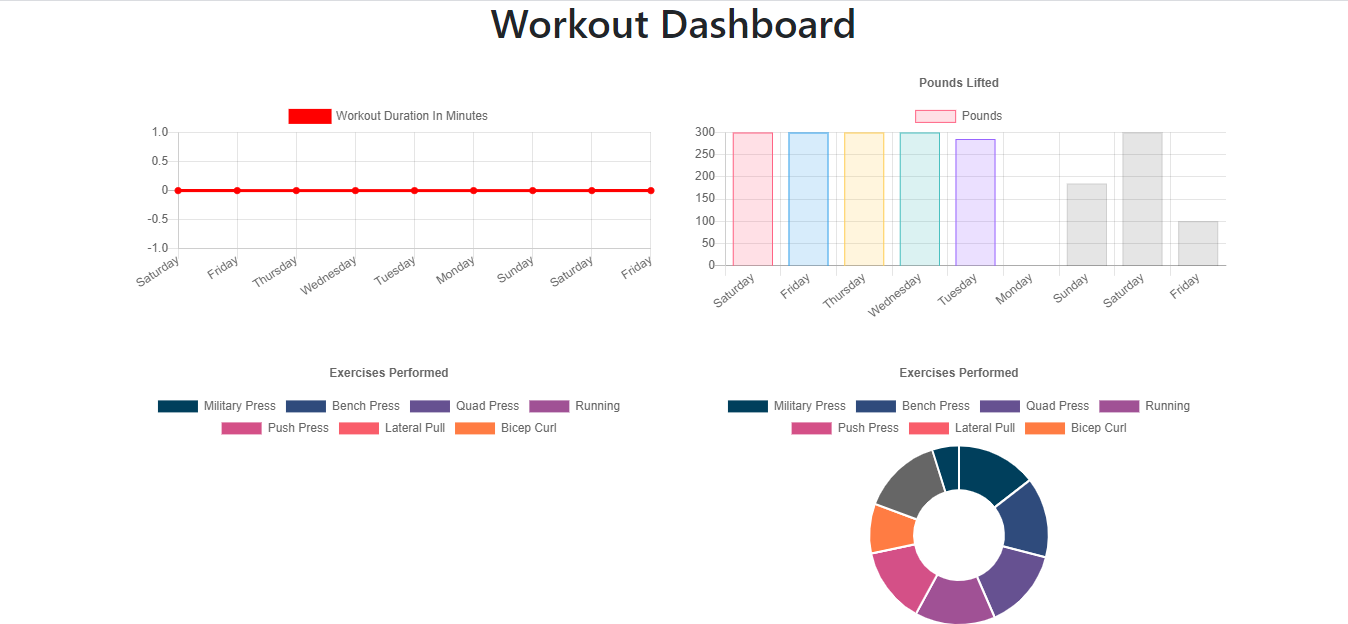 Workout Dashboard
Workout Duration In Minutes
1.0
0.5
0
-0.5
-1.0
Saturday Friday Thursday Wednesday Tuesday Monday Sunday Saturday Friday
Pounds Lifted
Pounds
300
250
200
150
100
50
0
Saturday Friday Thursday Wednesday Tuesday Monday Sunday Saturday Friday
Exercises Performed
Military Press Bench Press Quad Press Running
Push Press Lateral Pull Bicep Curl
Exercises Performed
Military Press Bench Press Quad Press Running
Push Press Lateral Pull Bicep Curl